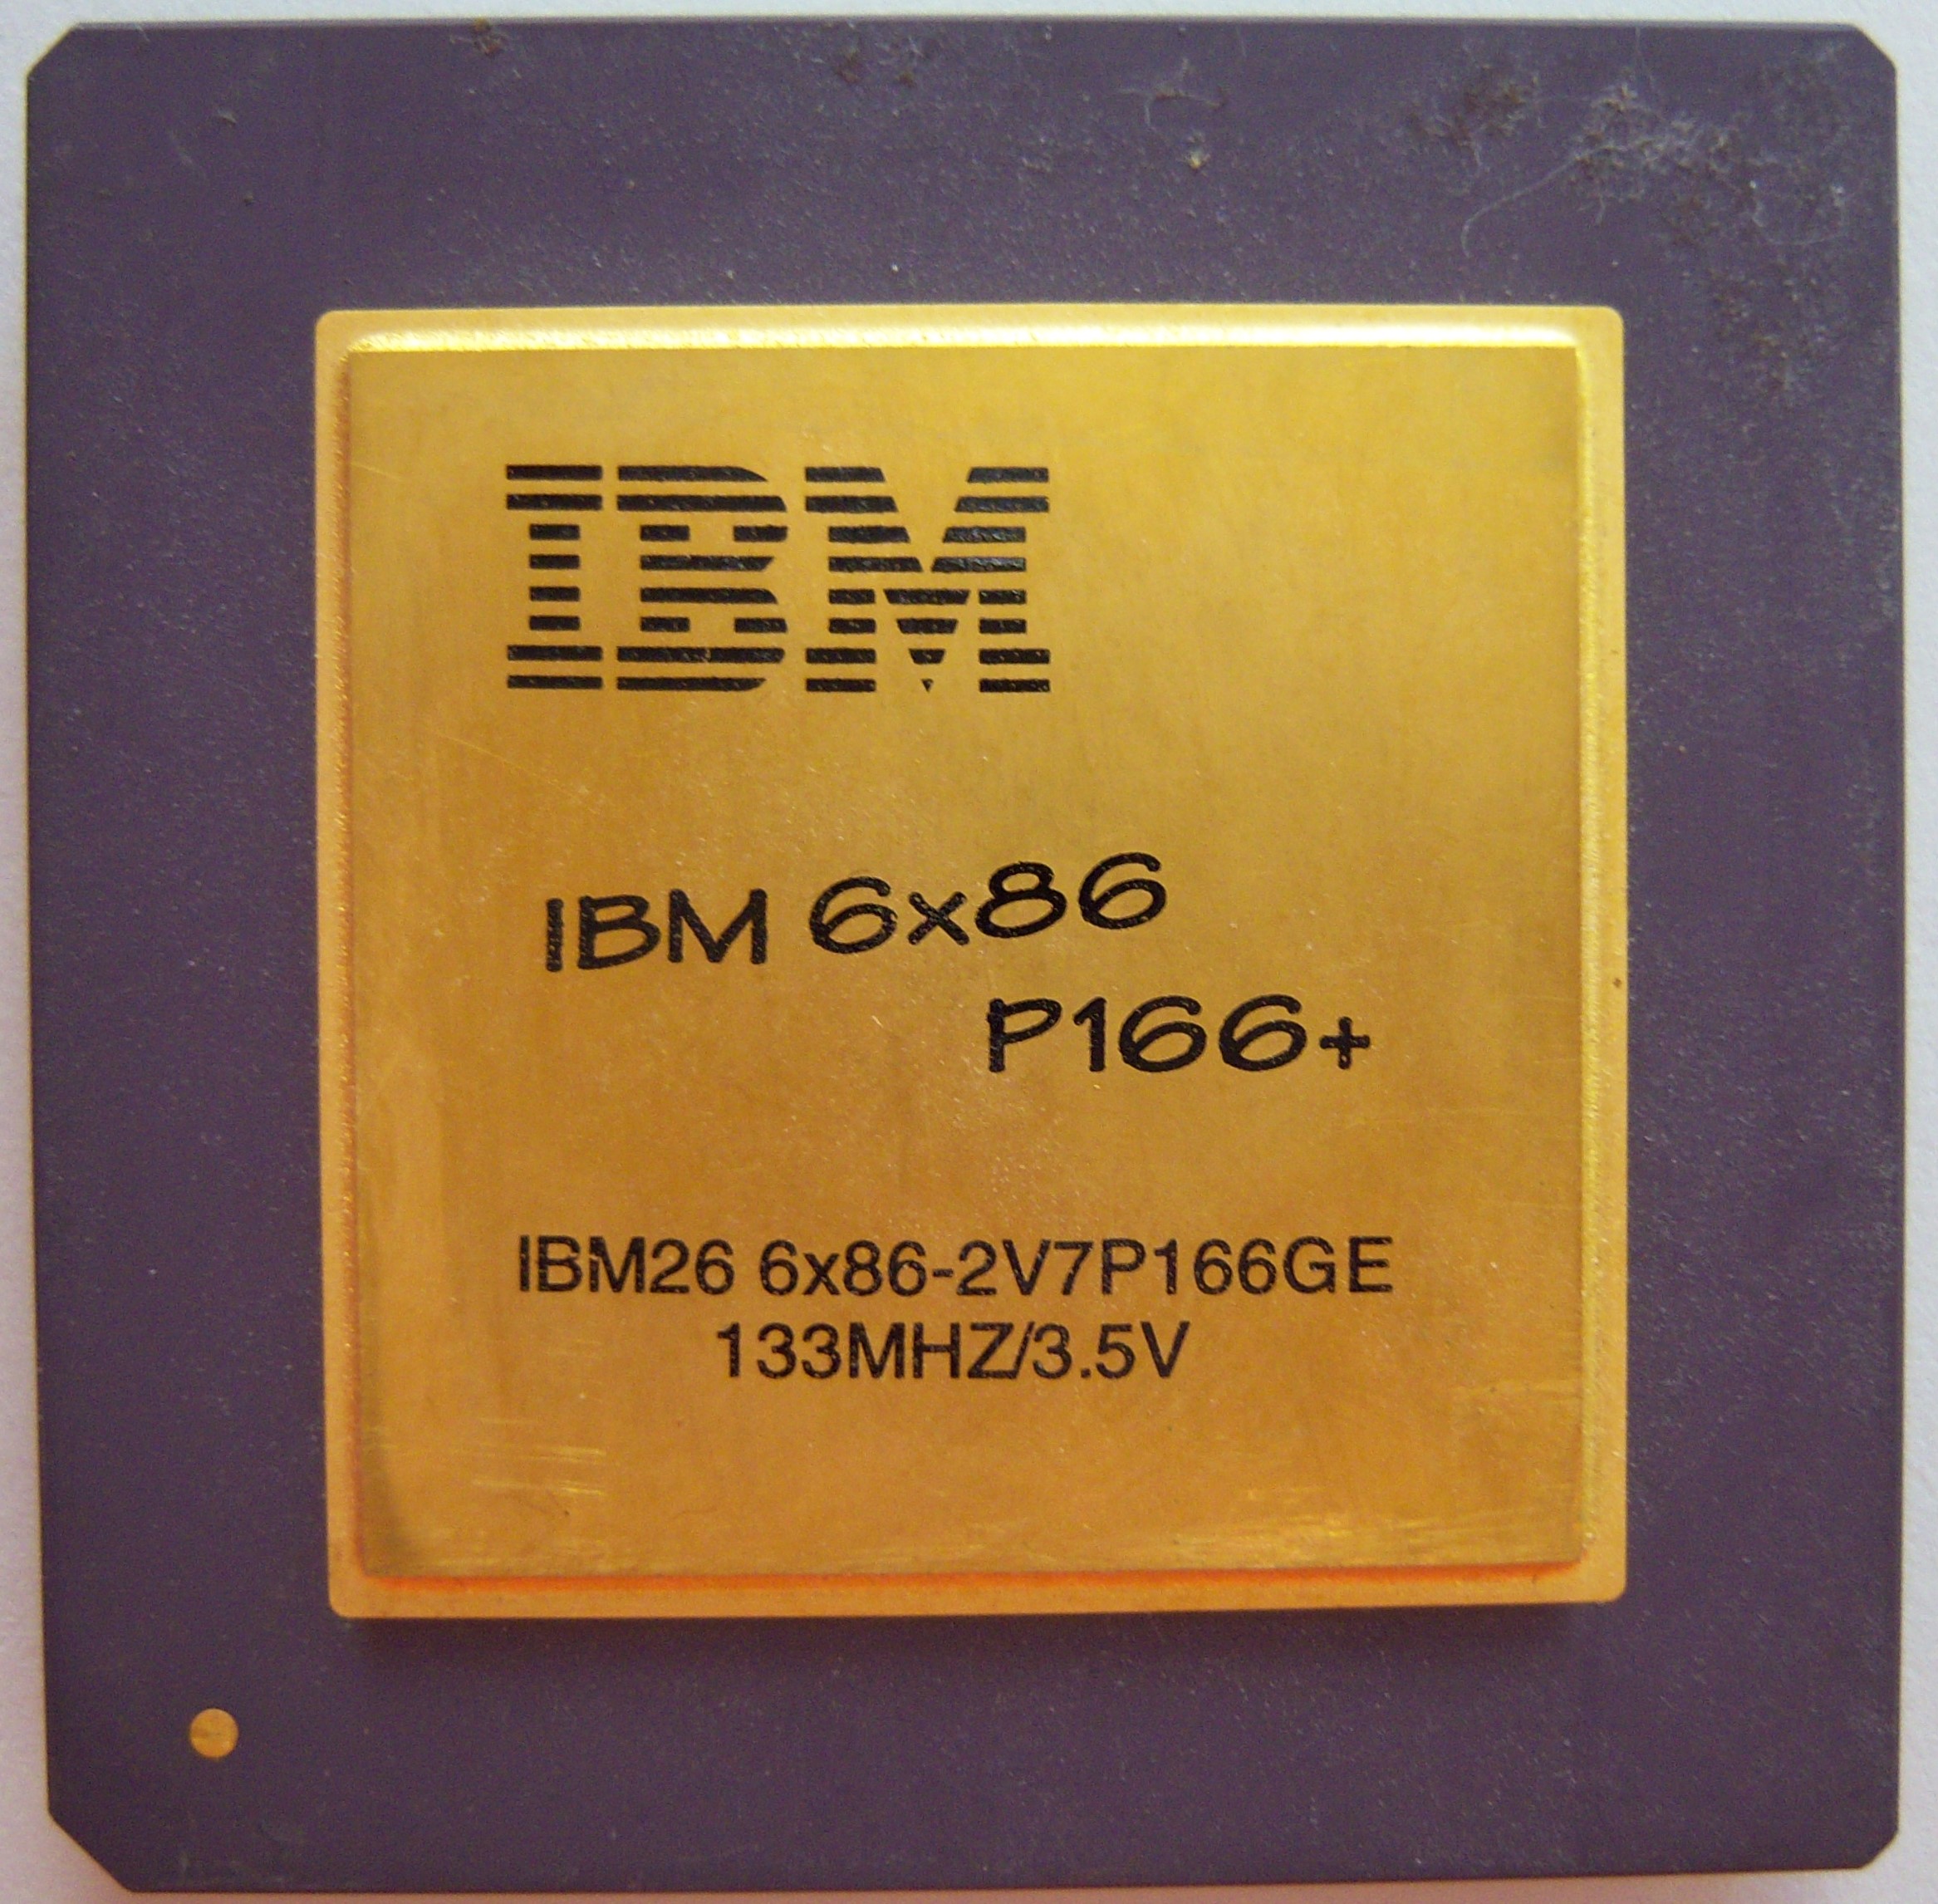 IBM
IBM 6x86
P166+
IBM26 6x86-2V7P166GE
133MHZ/3.5V